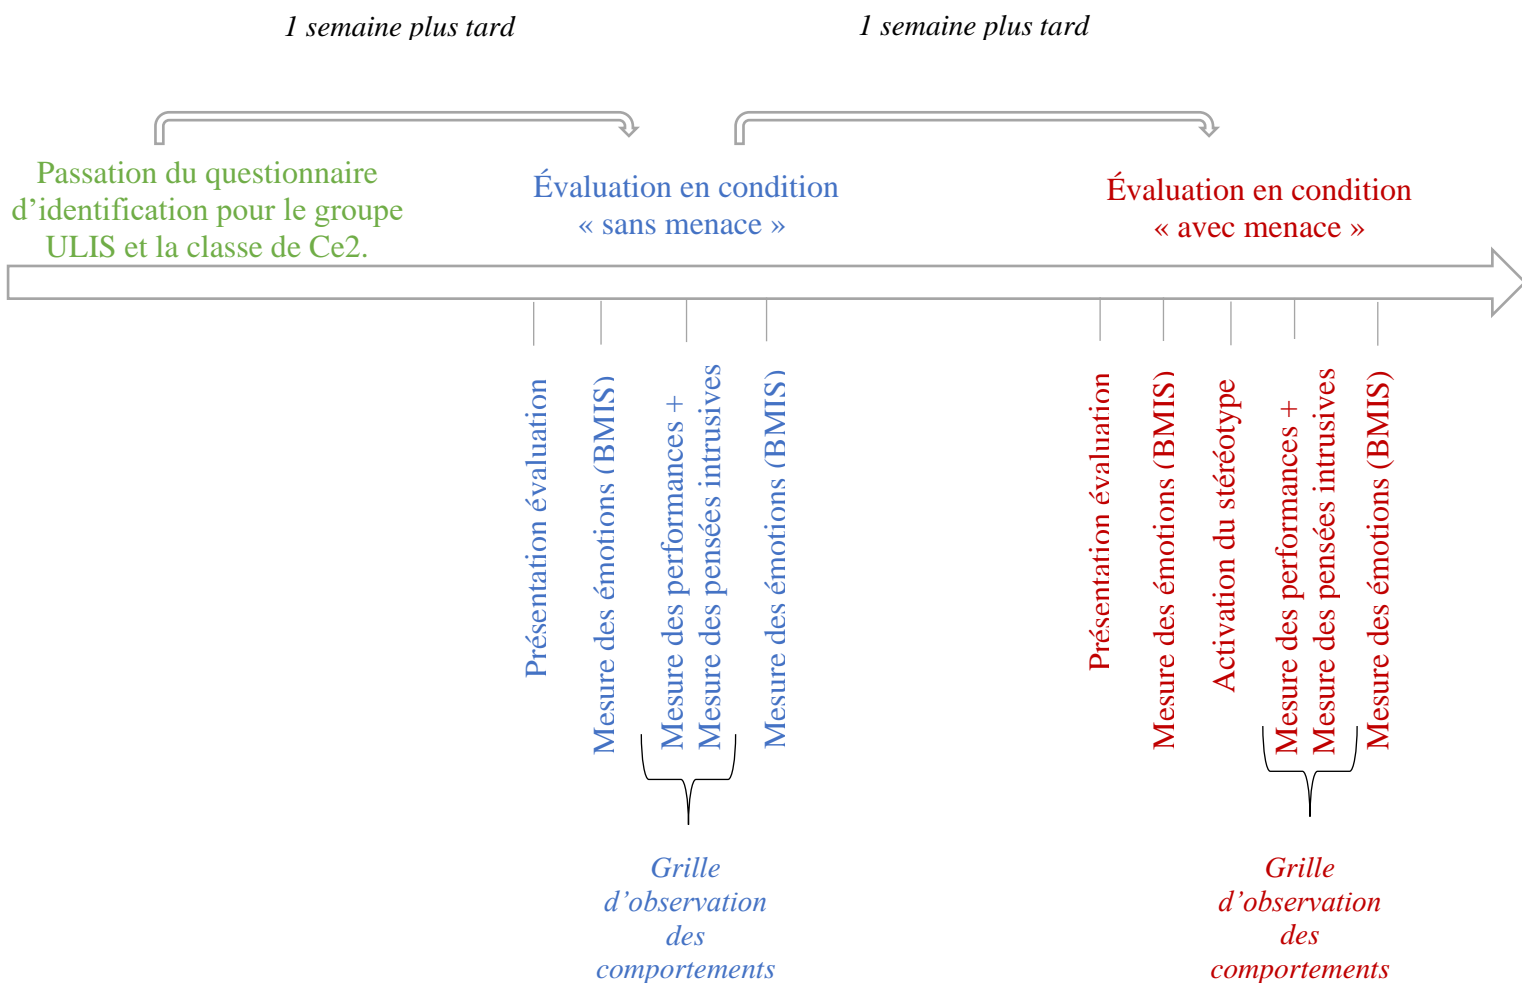 1 semaine plus tard
1 semaine plus tard
Passation du questionnaire
d’identification pour le groupe
ULIS et la classe de Ce2.
Évaluation en condition
« sans menace »
Évaluation en condition
« avec menace »
Présentation évaluation
Mesure des émotions (BMIS)
Mesure des performances +
Mesure des pensées intrusives
Mesure des émotions (BMIS)
Grille
d’observation
des
comportements
Présentation évaluation
Mesure des émotions (BMIS)
Activation du stéréotype
Mesure des performances +
Mesure des pensées intrusives
Mesure des émotions (BMIS)
Grille
d’observation
des
comportements